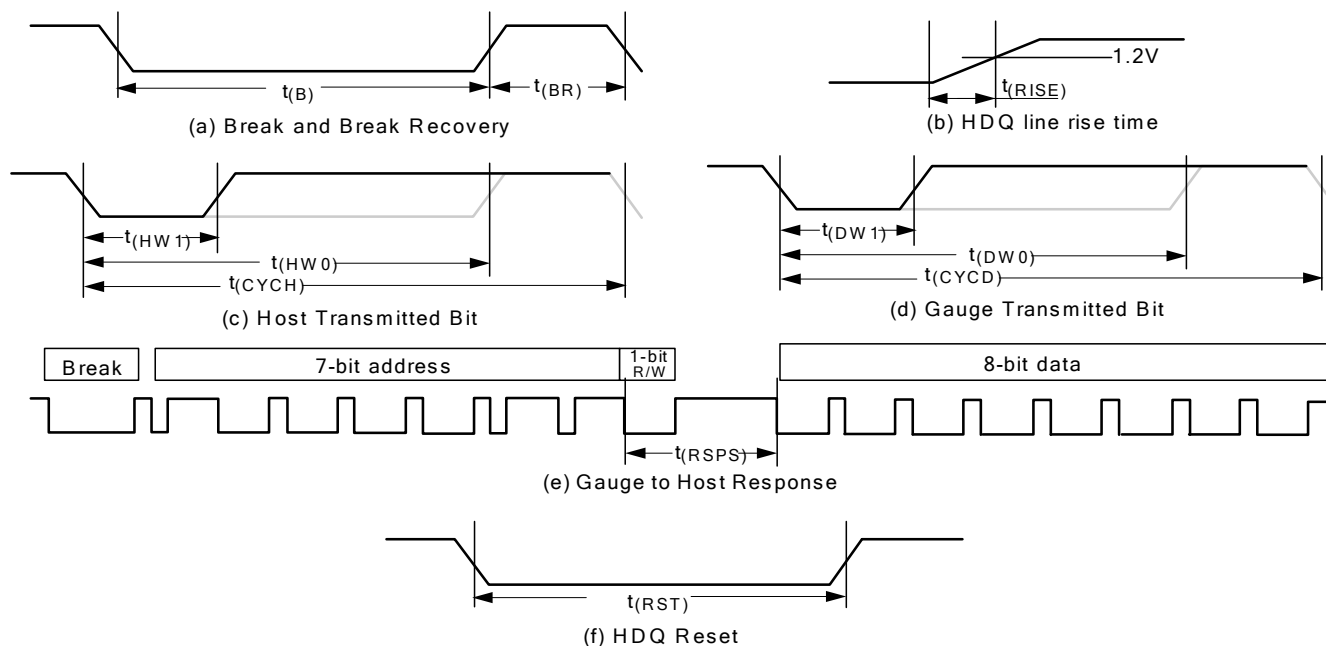 1.2V
t(B)
t(BR)
t(RISE)
(a) Break and Break Recovery
(b) HDQ line rise time
t(HW1)
t(HW0)
t(CYCH)
t(DW1)
t(DW0)
t(CYCD)
(c) Host Transmitted Bit
(d) Gauge Transmitted Bit
Break
7-bit address
1-bit
R/W
8-bit data
t(RSPS)
(e) Gauge to Host Response
t(RST)
(f) HDQ Reset